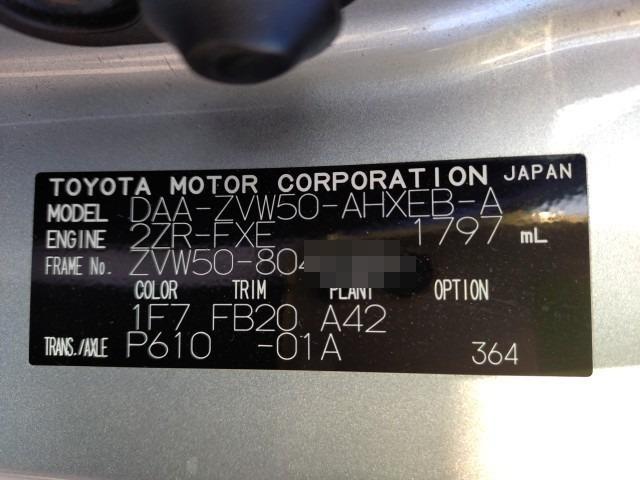 TOYOTA MOTOR CORPORATION JAPAN
MODEL DAA-ZVW50-AHXEB-A
ENGINE 2ZR-FXE 1797 mL
FRAME No. ZVW50-804
COLOR TRIM PLANT OPTION
1F7 FB20 A42
TRANS./AXLE P610 -01A 364